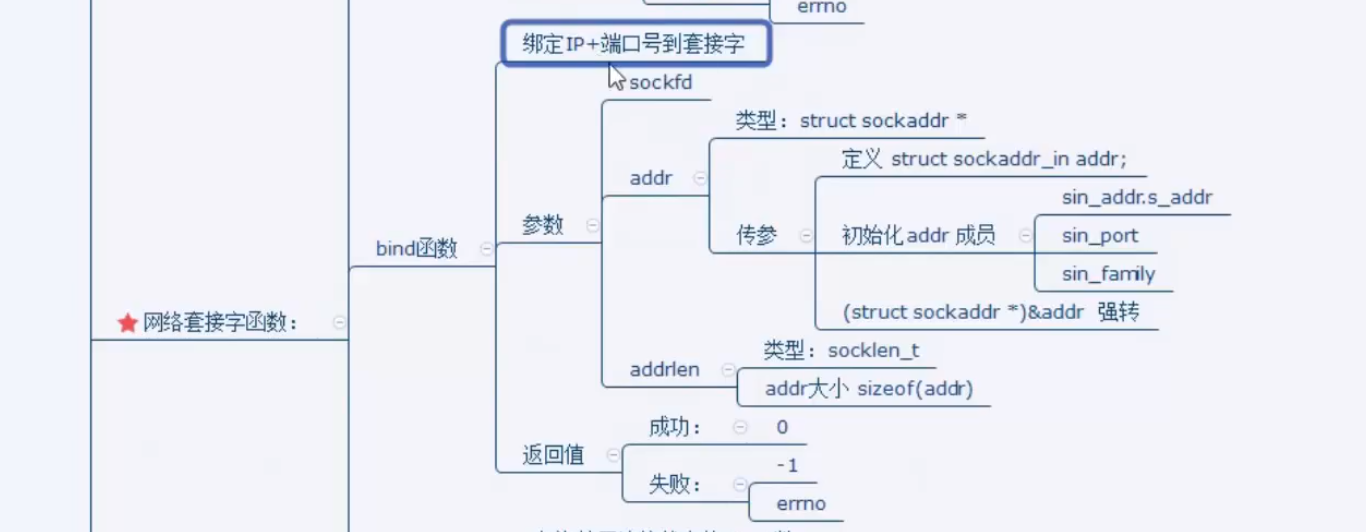 errno
绑定IP+端口号到套接字
sockfd
类型：struct sockaddr *
定义 struct sockaddr_in addr;
addr
sin_addr.s_addr
参数
传参
初始化addr 成员
sin_port
bind函数
sin_family
(struct sockaddr *)&addr 强转
网络套接字函数：
类型：socklen_t
addrlen
addr大小 sizeof(addr)
成功：
0
返回值
-1
失败：
errno